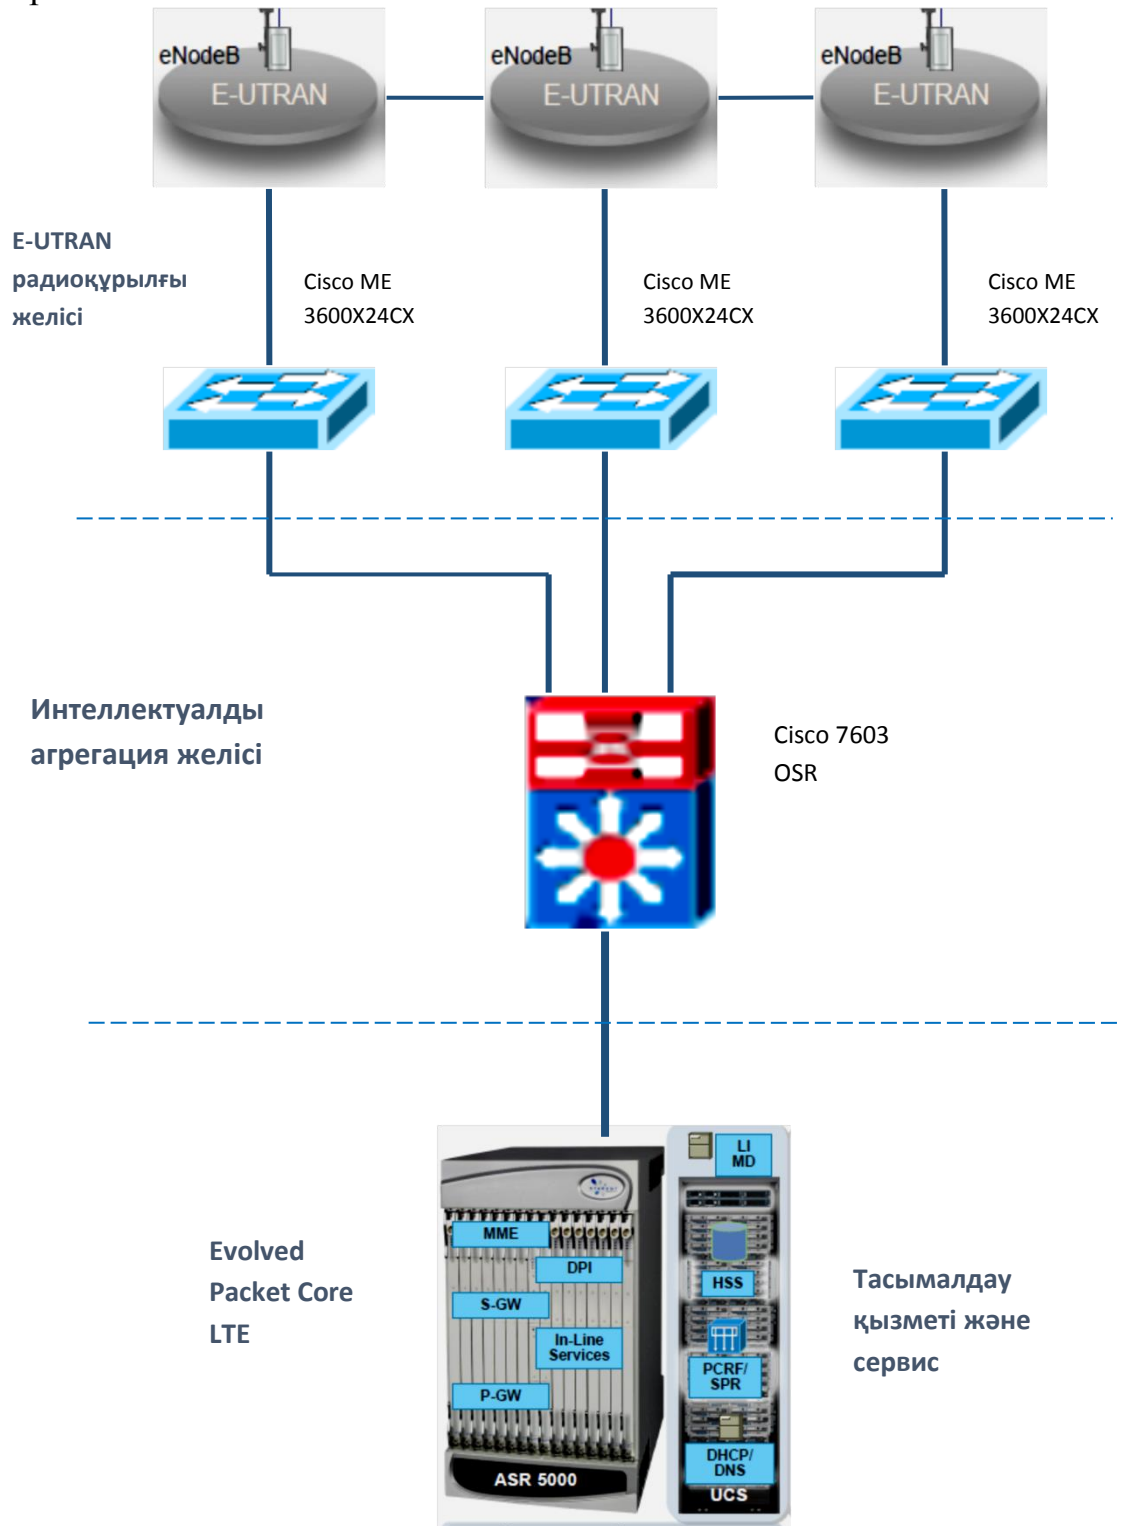 eNodeB
eNodeB
eNodeB
E-UTRAN
E-UTRAN
E-UTRAN
E-UTRAN
радиоқұрылғы
желісі
Cisco ME
3600X24CX
Cisco ME
3600X24CX
Cisco ME
3600X24CX
Интеллектуалды
агрегация желісі
Cisco 7603
OSR
Evolved
Packet Core
LTE
MME
DPI
S-GW
In-Line
Services
P-GW
ASR 5000
LI
MD
HSS
PCRF/
SPR
DHCP/
DNS
UCS
Тасымалдау
қызметі және
сервис